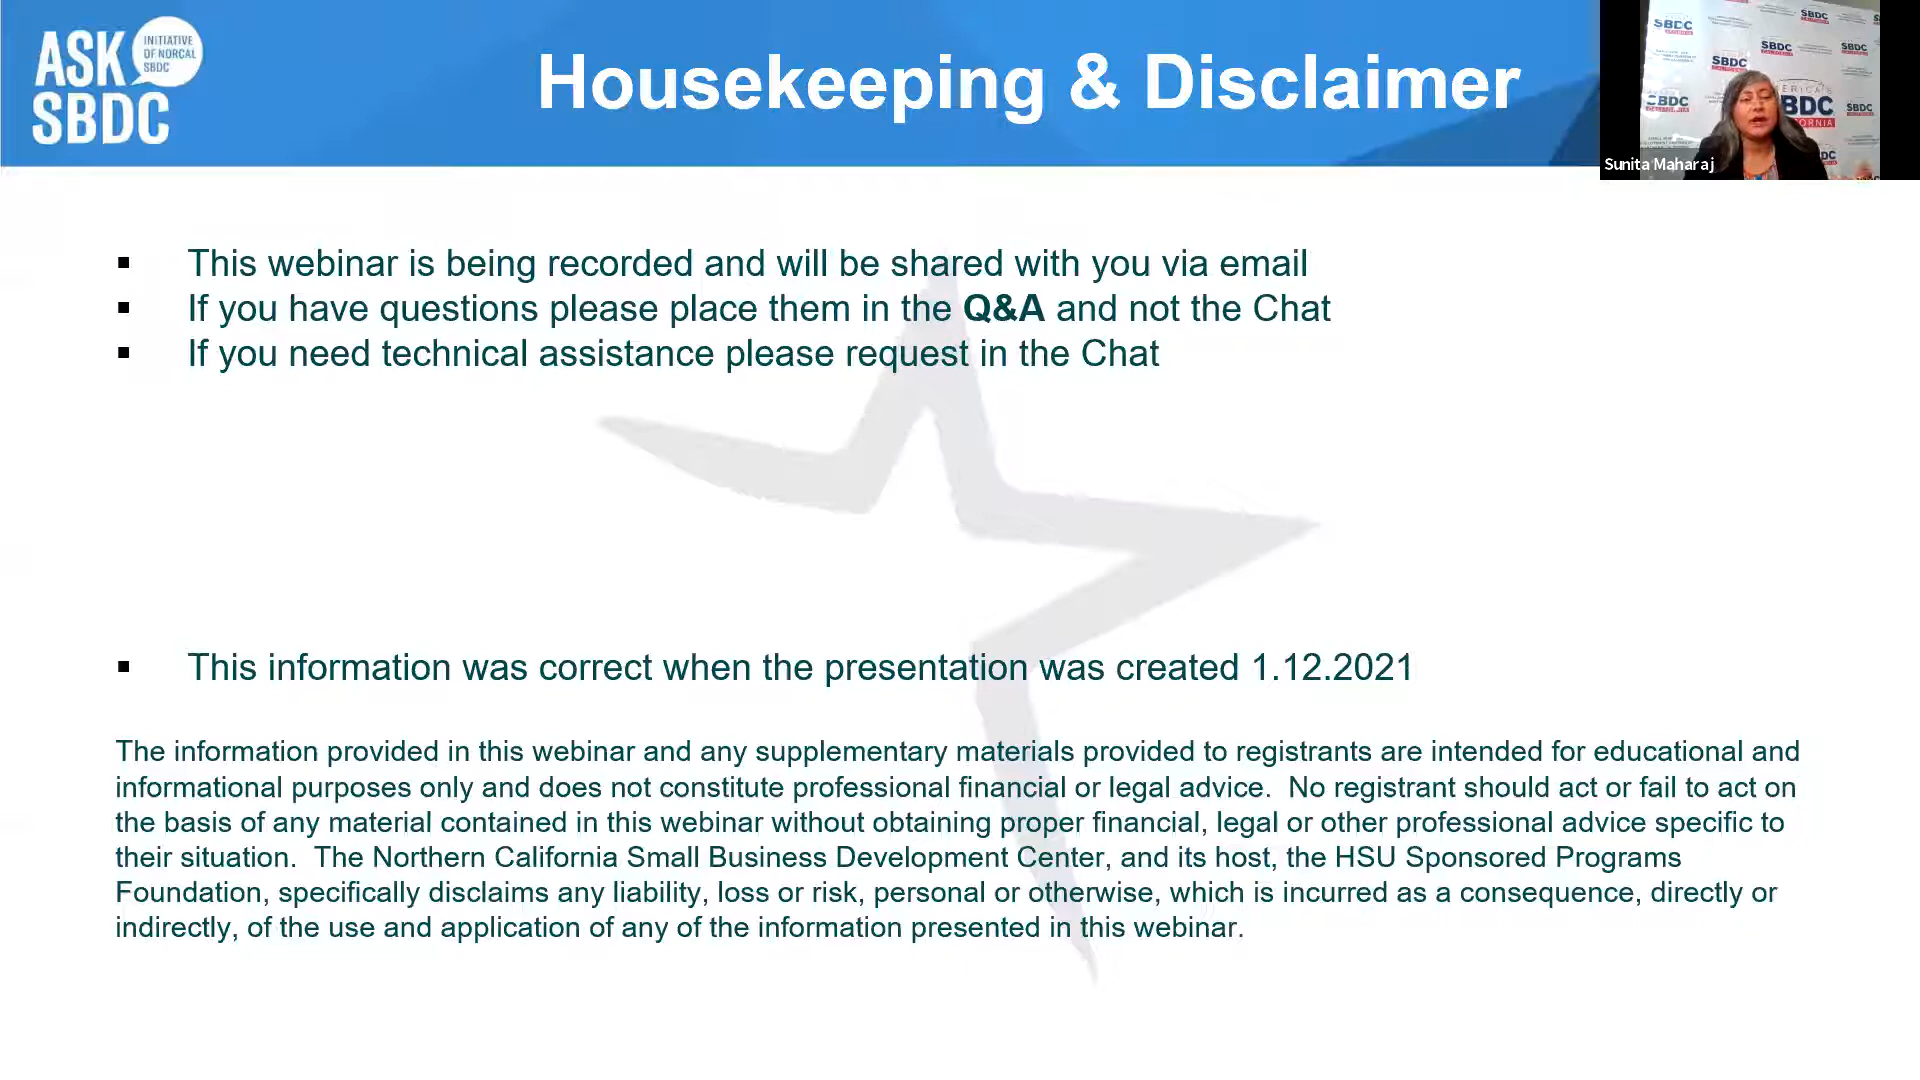 ASK
SBDC
INITIATIVE
OF NORCAL
SBDC
Housekeeping & Disclaimer
SBDC
SBDC
SBDC
SBDC
SBDC
SBDC
SBDC
Sunita Maharaj
▪ This webinar is being recorded and will be shared with you via email
▪ If you have questions please place them in the Q&A and not the Chat
▪ If you need technical assistance please request in the Chat
▪ This information was correct when the presentation was created 1.12.2021
The information provided in this webinar and any supplementary materials provided to registrants are intended for educational and
informational purposes only and does not constitute professional financial or legal advice.  No registrant should act or fail to act on
the basis of any material contained in this webinar without obtaining proper financial, legal or other professional advice specific to
their situation.  The Northern California Small Business Development Center, and its host, the HSU Sponsored Programs
Foundation, specifically disclaims any liability, loss or risk, personal or otherwise, which is incurred as a consequence, directly or
indirectly, of the use and application of any of the information presented in this webinar.